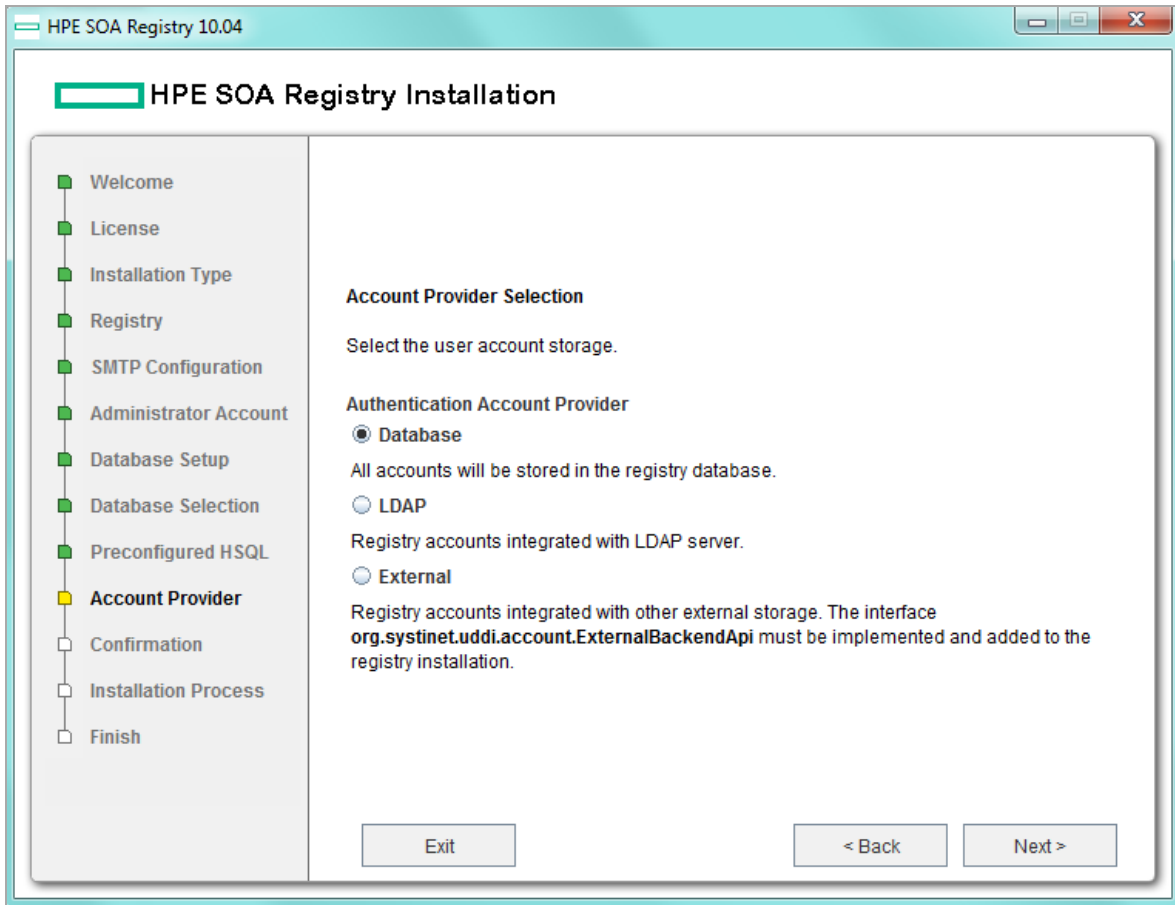 HPE SOA Registry 10.04
HPE SOA Registry Installation
Welcome
License
Installation Type
Registry
SMTP Configuration
Administrator Account
Database Setup
Database Selection
Preconfigured HSQL
Account Provider
Confirmation
Installation Process
Finish
Account Provider Selection
Select the user account storage.
Authentication Account Provider
Database
All accounts will be stored in the registry database.
LDAP
Registry accounts integrated with LDAP server.
External
Registry accounts integrated with other external storage. The interface
org.systinet.uddi.account.ExternalBackendApi must be implemented and added to the
registry installation.
Exit
< Back
Next >